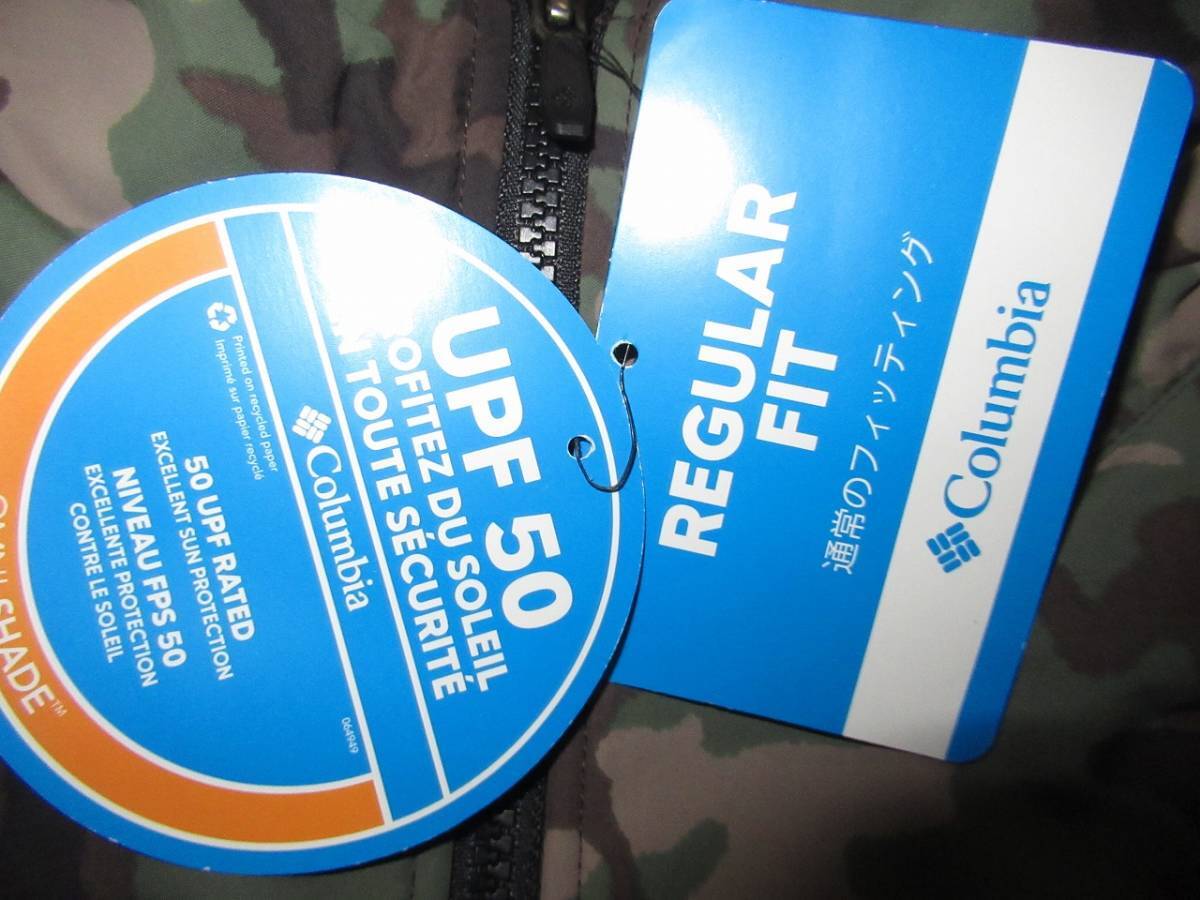 UPF 50
DU SOLEIL
TOUTE SÉCURITÉ
Columbia
Printed on recycled paper
Imprimé sur papier recyclé
50 UPF RATED
EXCELLENT SUN PROTECTION
NIVEAU FPS 50
EXCELLENTE PROTECTION
CONTRE LE SOLEIL
064949
SHADE™
REGULAR
FIT
通常のフィッティング
Columbia